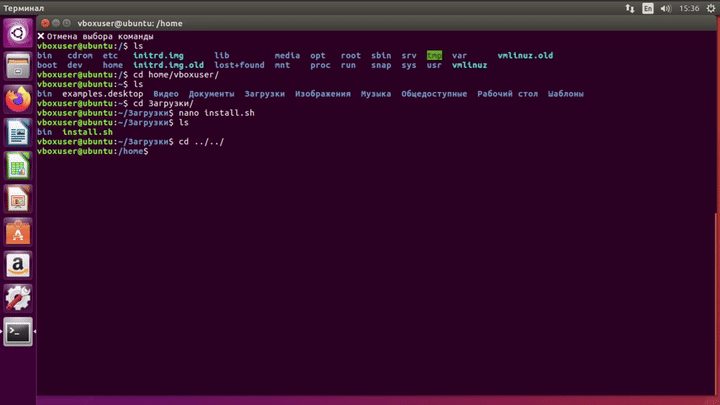 Терминал
En
15:36
vboxuser@ubuntu: /home
❌ Отмена выбора команды
vboxuser@ubuntu:/$ ls
bin cdrom etc initrd.img lib media opt root sbin srv tmp var vmlinuz.old
boot dev home initrd.img.old lost+found mnt proc run snap sys usr vmlinuz
vboxuser@ubuntu:/$ cd home/vboxuser/
vboxuser@ubuntu:~$ ls
bin examples.desktop Видео Документы Загрузки Изображения Музыка Общедоступные Рабочий стол Шаблоны
vboxuser@ubuntu:~$ cd Загрузки/
vboxuser@ubuntu:~/Загрузки$ nano install.sh
vboxuser@ubuntu:~/Загрузки$ ls
bin install.sh
vboxuser@ubuntu:~/Загрузки$ cd ../../
vboxuser@ubuntu:/home$